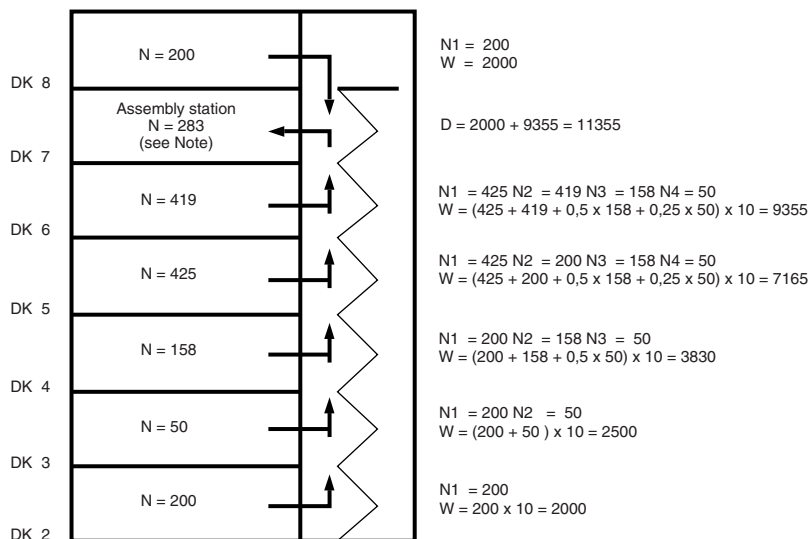 N = 200
N1 = 200
W = 2000
DK 8
Assembly station
N = 283
(see Note)
D = 2000 + 9355 = 11355
DK 7
N = 419
N1 = 425 N2 = 419 N3 = 158 N4 = 50
W = (425 + 419 + 0,5 x 158 + 0,25 x 50) x 10 = 9355
DK 6
N = 425
N1 = 425 N2 = 200 N3 = 158 N4 = 50
W = (425 + 200 + 0,5 x 158 + 0,25 x 50) x 10 = 7165
DK 5
N = 158
N1 = 200 N2 = 158 N3 = 50
W = (200 + 158 + 0,5 x 50) x 10 = 3830
DK 4
N = 50
N1 = 200 N2 = 50
W = (200 + 50 ) x 10 = 2500
DK 3
N = 200
N1 = 200
W = 200 x 10 = 2000
DK 2